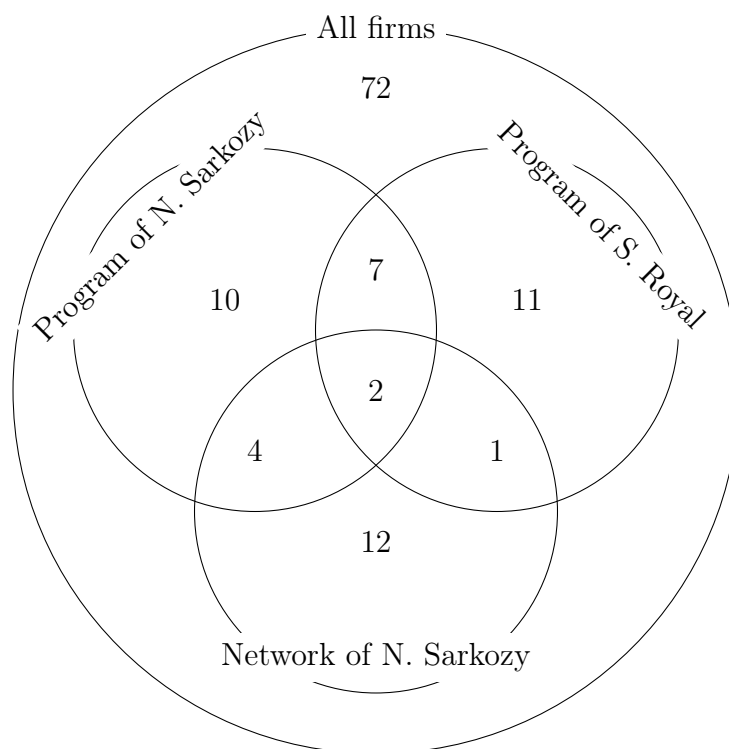 All firms
72
Program of N. Sarkozy
Program of S. Royal
7
10
11
2
4
1
12
Network of N. Sarkozy